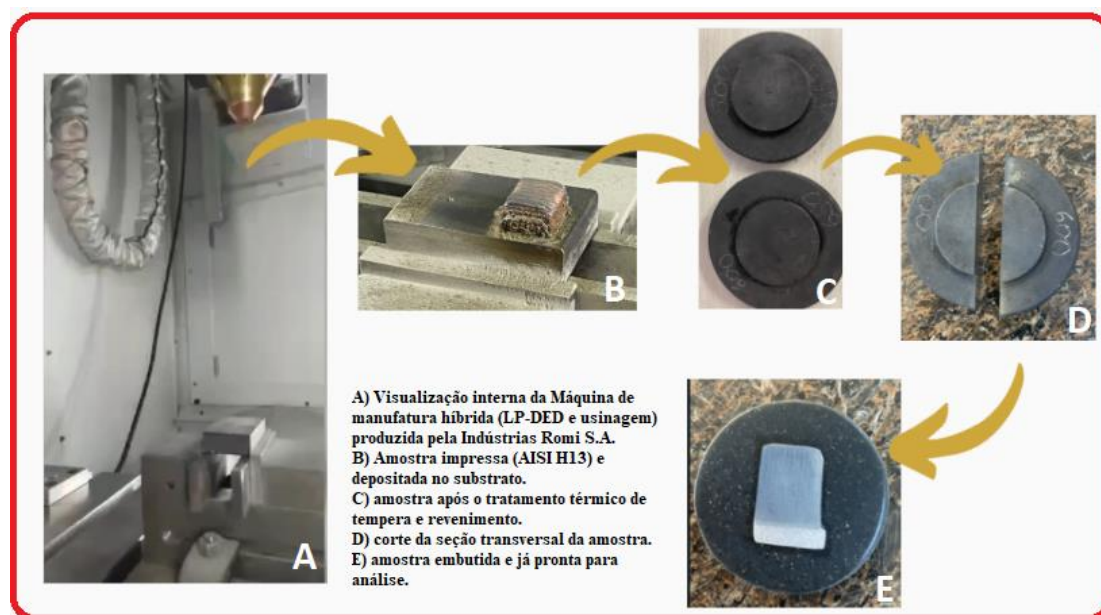 A
B
C
D
600
E
A) Visualização interna da Máquina de
manufatura híbrida (LP-DED e usinagem)
produzida pela Indústrias Romi S.A.
B) Amostra impressa (AISI H13) e
depositada no substrato.
C) amostra após o tratamento térmico de
tempera e revenimento.
D) corte da seção transversal da amostra.
E) amostra embutida e já pronta para
análise.